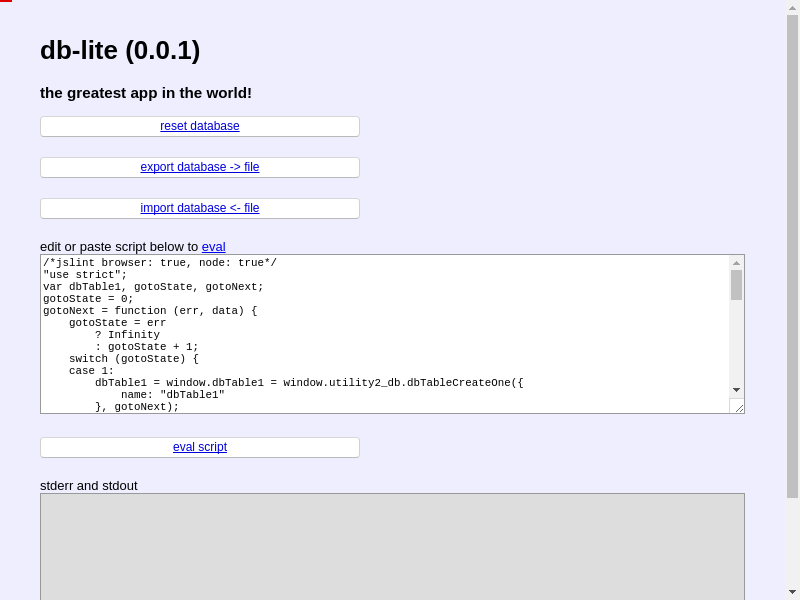 db-lite (0.0.1)
the greatest app in the world!
reset database
export database -> file
import database <- file
edit or paste script below to eval
/*jslint browser: true, node: true*/
"use strict";
var dbTable1, gotoState, gotoNext;
gotoState = 0;
gotoNext = function (err, data) {
    gotoState = err
        ? Infinity
        : gotoState + 1;
    switch (gotoState) {
    case 1:
        dbTable1 = window.dbTable1 = window.utility2_db.dbTableCreateOne({
            name: "dbTable1"
        }, gotoNext);
eval script
stderr and stdout